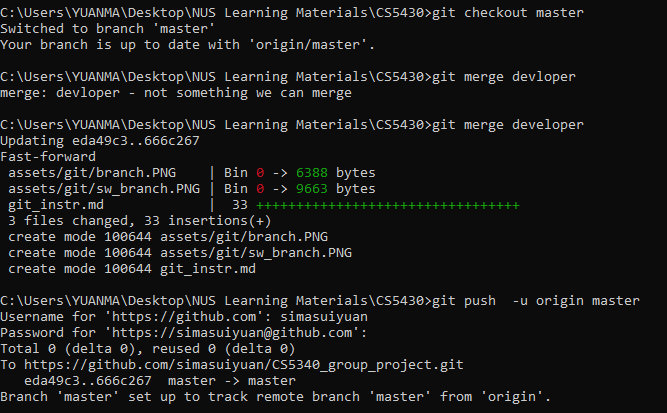 C:\Users\YUANMA\Desktop\NUS Learning Materials\CS5430>git checkout master
Switched to branch 'master'
Your branch is up to date with 'origin/master'.
C:\Users\YUANMA\Desktop\NUS Learning Materials\CS5430>git merge devloper
merge: devloper - not something we can merge
C:\Users\YUANMA\Desktop\NUS Learning Materials\CS5430>git merge developer
Updating eda49c3..666c267
Fast-forward
 assets/git/branch.PNG    | Bin 0 -> 6388 bytes
 assets/git/sw_branch.PNG | Bin 0 -> 9663 bytes
 git_instr.md             |  33 +++++++++++++++++++++++++++++++++
 3 files changed, 33 insertions(+)
 create mode 100644 assets/git/branch.PNG
 create mode 100644 assets/git/sw_branch.PNG
 create mode 100644 git_instr.md
C:\Users\YUANMA\Desktop\NUS Learning Materials\CS5430>git push  -u origin master
Username for 'https://github.com': simasuiyuan
Password for 'https://simasuiyuan@github.com':
Total 0 (delta 0), reused 0 (delta 0)
To https://github.com/simasuiyuan/CS5340_group_project.git
   eda49c3..666c267  master -> master
Branch 'master' set up to track remote branch 'master' from 'origin'.